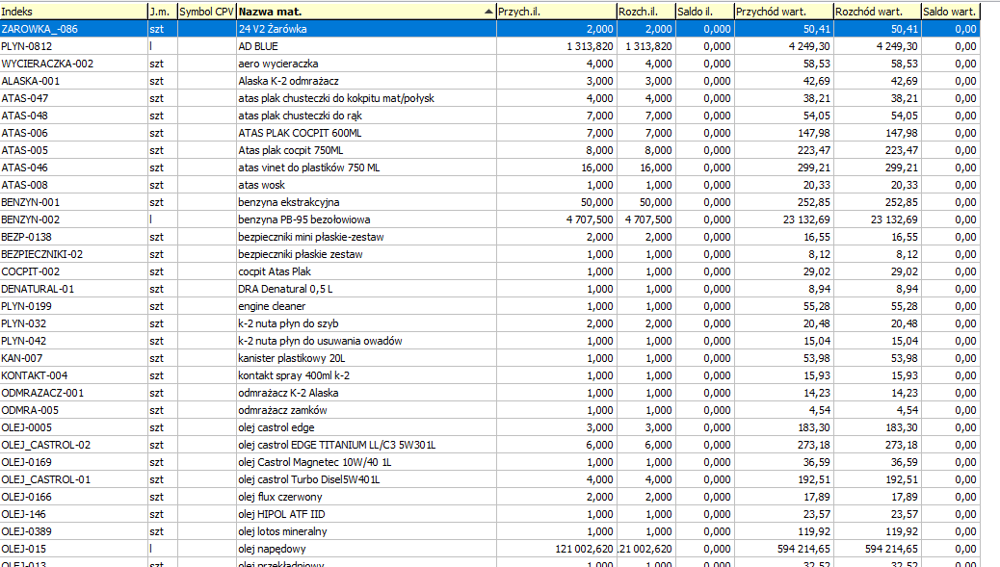 Indeks J.m. Symbol CPV Nazwa mat. Przych.il. Rozch.il. Saldo il. Przychód wart. Rozchód wart. Saldo wart.
ZAROWKA_-086 szt 24 V2 Żarówka 2,000 2,000 0,000 50,41 50,41 0,00
PLYN-0812 l AD BLUE 1 313,820 1 313,820 0,000 4 249,30 4 249,30 0,00
WYCIERACZKA-002 szt aero wycieraczka 4,000 4,000 0,000 58,53 58,53 0,00
ALASKA-001 szt Alaska K-2 odmrażacz 3,000 3,000 0,000 42,69 42,69 0,00
ATAS-047 szt atas plak chusteczki do kokpitu mat/połysk 4,000 4,000 0,000 38,21 38,21 0,00
ATAS-048 szt atas plak chusteczki do rąk 7,000 7,000 0,000 54,05 54,05 0,00
ATAS-006 szt ATAS PLAK COCPIT 600ML 7,000 7,000 0,000 147,98 147,98 0,00
ATAS-005 szt Atas plak cocpit 750ML 8,000 8,000 0,000 223,47 223,47 0,00
ATAS-046 szt atas vinet do plastików 750 ML 16,000 16,000 0,000 299,21 299,21 0,00
ATAS-008 szt atas wosk 1,000 1,000 0,000 20,33 20,33 0,00
BENZYN-001 szt benzyna ekstrakcyjna 50,000 50,000 0,000 252,85 252,85 0,00
BENZYN-002 l benzyna PB-95 bezołowiowa 4 707,500 4 707,500 0,000 23 132,69 23 132,69 0,00
BEZP-0138 szt bezpieczniki mini płaskie-zestaw 2,000 2,000 0,000 16,55 16,55 0,00
BEZPIECZNIKI-02 szt bezpieczniki płaskie zestaw 1,000 1,000 0,000 8,12 8,12 0,00
COCPIT-002 szt cocpit Atas Plak 1,000 1,000 0,000 29,02 29,02 0,00
DENATURAL-01 szt DRA Denatural 0,5 L 1,000 1,000 0,000 8,94 8,94 0,00
PLYN-0199 szt engine cleaner 1,000 1,000 0,000 55,28 55,28 0,00
PLYN-032 szt k-2 nuta płyn do szyb 2,000 2,000 0,000 20,48 20,48 0,00
PLYN-042 szt k-2 nuta płyn do usuwania owadów 1,000 1,000 0,000 15,04 15,04 0,00
KAN-007 szt kanister plastikowy 20L 1,000 1,000 0,000 53,98 53,98 0,00
KONTAKT-004 szt kontakt spray 400ml k-2 1,000 1,000 0,000 15,93 15,93 0,00
ODMRAZACZ-001 szt odmrażacz K-2 Alaska 1,000 1,000 0,000 14,23 14,23 0,00
ODMRA-005 szt odmrażacz zamków 1,000 1,000 0,000 4,54 4,54 0,00
OLEJ-0005 szt olej castrol edge 3,000 3,000 0,000 183,30 183,30 0,00
OLEJ_CASTROL-02 szt olej castrol EDGE TITANIUM LL/C3 5W301L 6,000 6,000 0,000 273,18 273,18 0,00
OLEJ-0169 szt olej Castrol Magnetec 10W/40 1L 1,000 1,000 0,000 36,59 36,59 0,00
OLEJ_CASTROL-01 szt olej castrol Turbo Disel5W401L 4,000 4,000 0,000 192,51 192,51 0,00
OLEJ-0166 szt olej flux czerwony 2,000 2,000 0,000 17,89 17,89 0,00
OLEJ-146 szt olej HIPOL ATF IID 1,000 1,000 0,000 23,57 23,57 0,00
OLEJ-0389 szt olej lotos mineralny 1,000 1,000 0,000 119,92 119,92 0,00
OLEJ-015 l olej napędowy 121 002,620 .21 002,620 0,000 594 214,65 594 214,65 0,00
OLEJ-013 szt olej przekładniowy 1,000 1,000 0,000 32,52 32,52 0,00